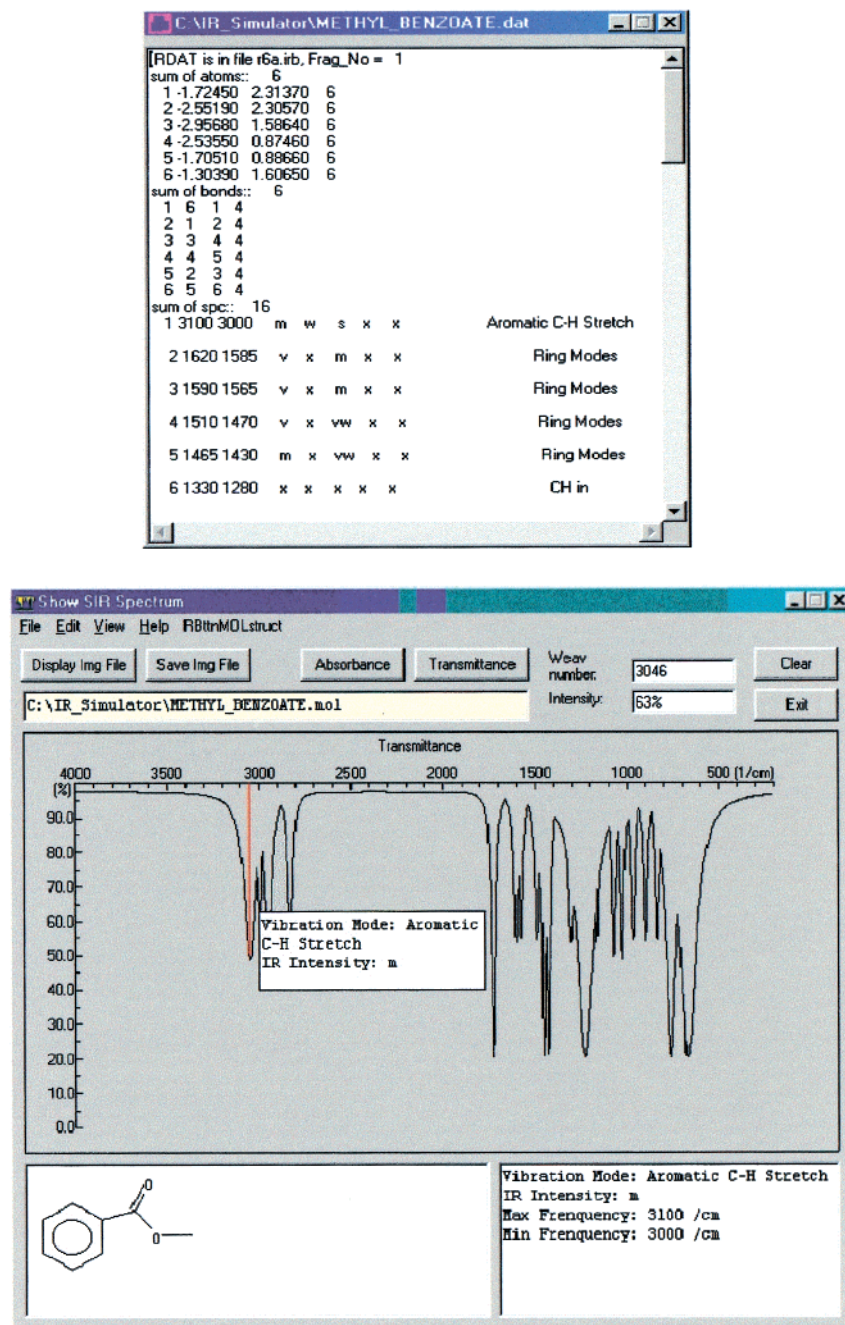 C:\IR_Simulator\METHYL_BENZOATE.dat
[RDAT is in file r6a.irb, Frag_No = 1
sum of atoms:: 6
1 -1.72450 2.31370 6
2 -2.55190 2.30570 6
3 -2.95680 1.58640 6
4 -2.53550 0.87460 6
5 -1.70510 0.88660 6
6 -1.30390 1.60650 6
sum of bonds:: 6
1 6 1 4
2 1 2 4
3 3 4 4
4 4 5 4
5 2 3 4
6 5 6 4
sum of spc:: 16
1 3100 3000 m w s x x Aromatic C-H Stretch
2 1620 1585 v x m x x Ring Modes
3 1590 1565 v x m x x Ring Modes
4 1510 1470 v x vw x x Ring Modes
5 1465 1430 m x vw x x Ring Modes
6 1330 1280 x x x x x CH in
Show SIR Spectrum
File Edit View Help RBttnMOLstruct
Display Img File Save Img File Absorbance Transmittance Weav number: 3046 Clear
C:\IR_Simulator\METHYL_BENZOATE.mol Intensity: 63% Exit
Transmittance
4000 3500 3000 2500 2000 1500 1000 500 (1/cm)
(%)
90.0
80.0
70.0
60.0
50.0
40.0
30.0
20.0
10.0
0.0
Vibration Mode: Aromatic
C-H Stretch
IR Intensity: m
O
O
Vibration Mode: Aromatic C-H Stretch
IR Intensity: m
Max Frenquency: 3100 /cm
Min Frenquency: 3000 /cm